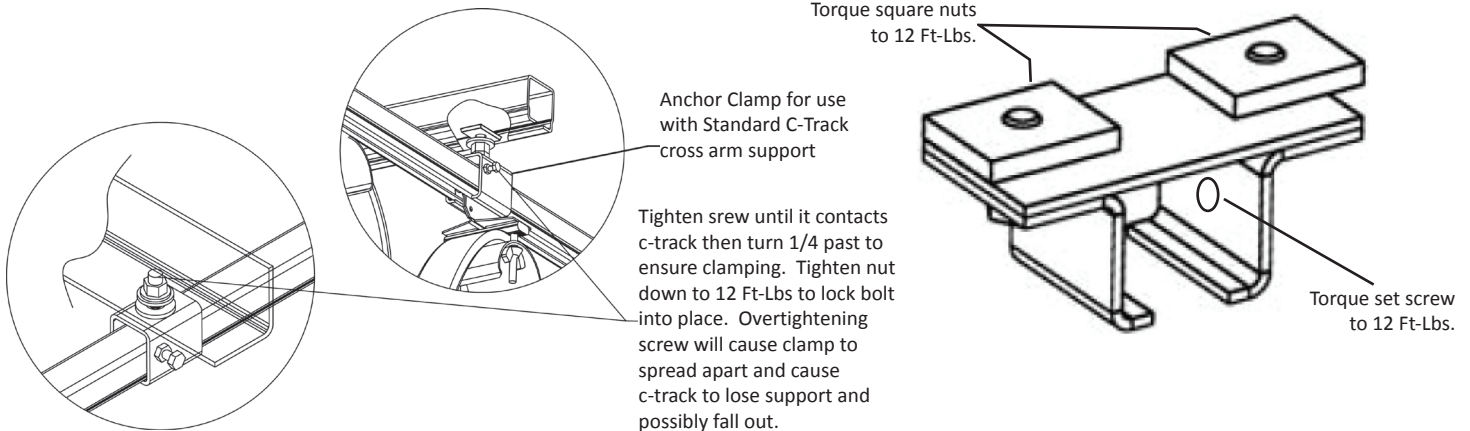 Torque square nuts
to 12 Ft-Lbs.
Anchor Clamp for use
with Standard C-Track
cross arm support
Tighten srew until it contacts
c-track then turn 1/4 past to
ensure clamping.  Tighten nut
down to 12 Ft-Lbs to lock bolt
into place.  Overtightening
screw will cause clamp to
spread apart and cause
c-track to lose support and
possibly fall out.
Torque set screw
to 12 Ft-Lbs.